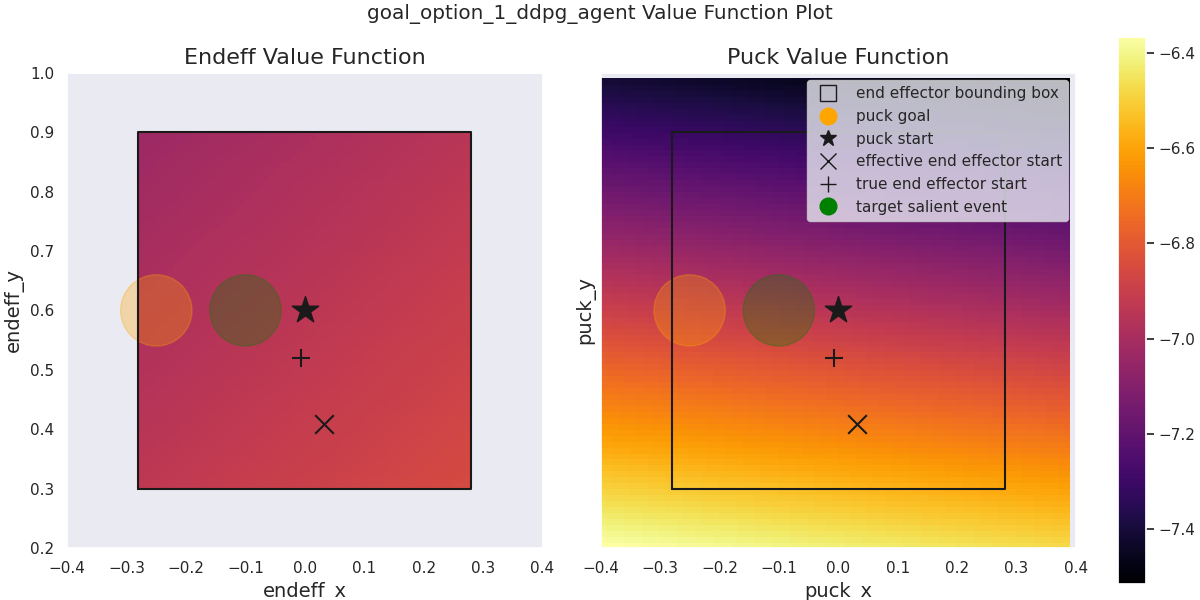 goal_option_1_ddpg_agent Value Function Plot
Endeff Value Function
1.0
0.9
0.8
0.7
0.6
0.5
0.4
0.3
0.2
endeff_y
−0.4 −0.3 −0.2 −0.1 0.0 0.1 0.2 0.3 0.4
endeff_x
Puck Value Function
end effector bounding box
puck goal
puck start
effective end effector start
true end effector start
target salient event
puck_y
−0.4 −0.3 −0.2 −0.1 0.0 0.1 0.2 0.3 0.4
puck_x
−6.4
−6.6
−6.8
−7.0
−7.2
−7.4